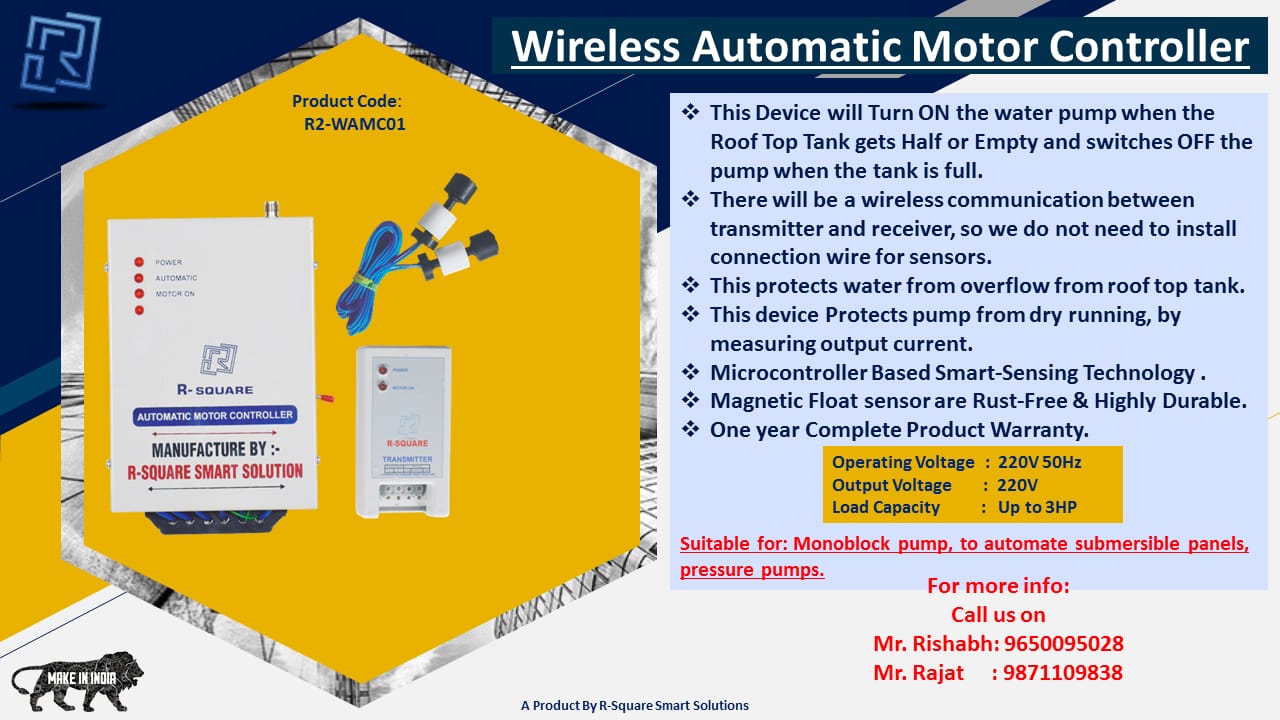 Wireless Automatic Motor Controller
Product Code:
R2-WAMC01
POWER
AUTOMATIC
MOTOR ON
R-SQUARE
AUTOMATIC MOTOR CONTROLLER
MANUFACTURE BY :-
R-SQUARE SMART SOLUTION
POWER
MOTOR ON
R-SQUARE
TRANSMITTER
❖ This Device will Turn ON the water pump when the
Roof Top Tank gets Half or Empty and switches OFF the
pump when the tank is full.
❖ There will be a wireless communication between
transmitter and receiver, so we do not need to install
connection wire for sensors.
❖ This protects water from overflow from roof top tank.
❖ This device Protects pump from dry running, by
measuring output current.
❖ Microcontroller Based Smart-Sensing Technology .
❖ Magnetic Float sensor are Rust-Free & Highly Durable.
❖ One year Complete Product Warranty.
Operating Voltage : 220V 50Hz
Output Voltage : 220V
Load Capacity : Up to 3HP
Suitable for: Monoblock pump, to automate submersible panels,
pressure pumps.
For more info:
Call us on
Mr. Rishabh: 9650095028
Mr. Rajat : 9871109838
MAKE IN INDIA
A Product By R-Square Smart Solutions